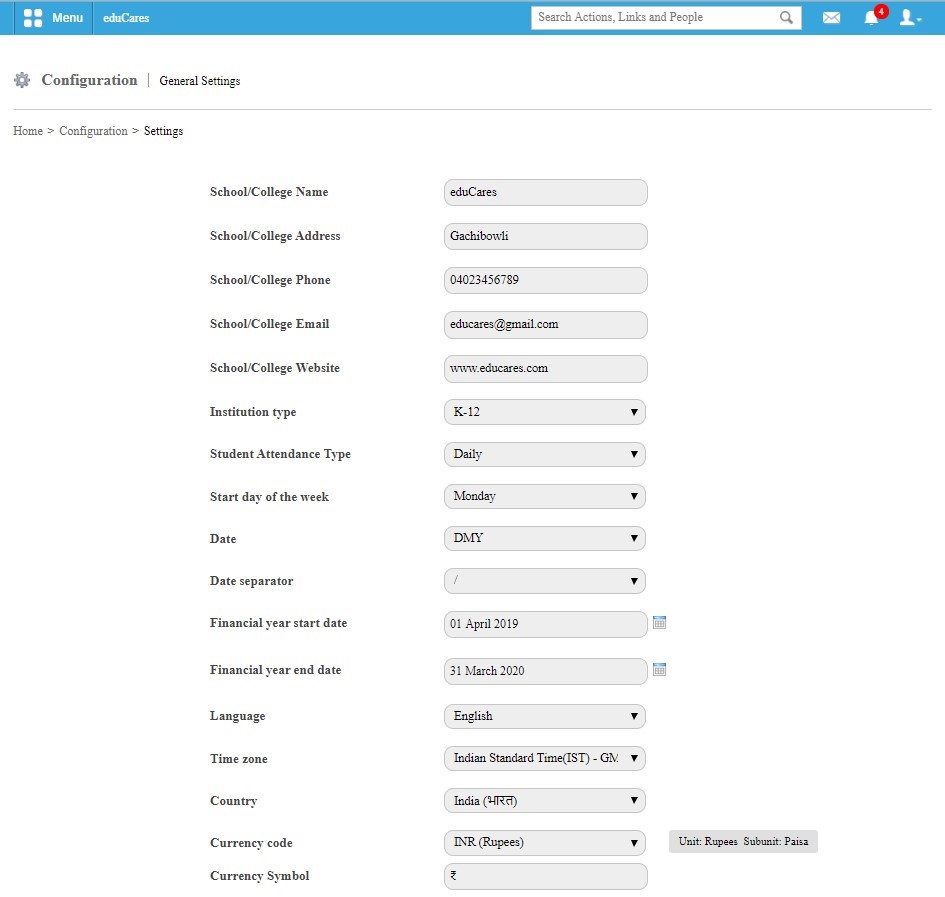 Menu eduCares Search Actions, Links and People 4
Configuration | General Settings
Home > Configuration > Settings
School/College Name eduCares
School/College Address Gachibowli
School/College Phone 04023456789
School/College Email educares@gmail.com
School/College Website www.educares.com
Institution type K-12
Student Attendance Type Daily
Start day of the week Monday
Date DMY
Date separator /
Financial year start date 01 April 2019
Financial year end date 31 March 2020
Language English
Time zone Indian Standard Time(IST) - GM
Country India (भारत)
Currency code INR (Rupees) Unit: Rupees Subunit: Paisa
Currency Symbol ₹